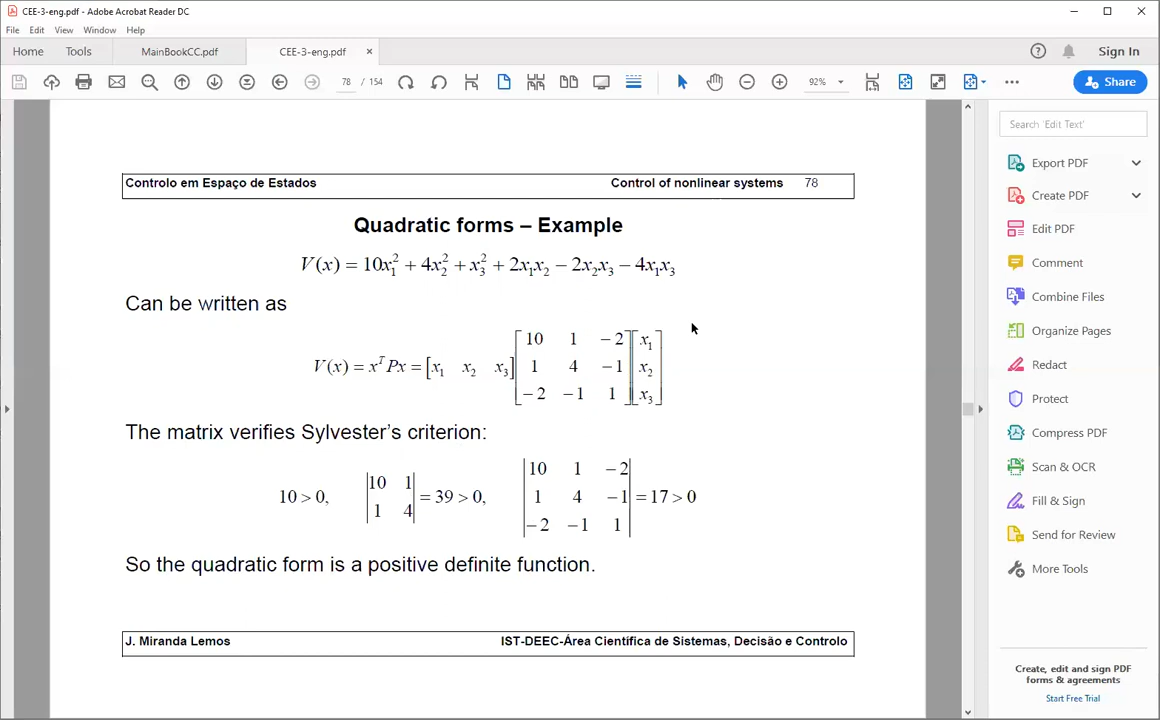 CEE-3-eng.pdf - Adobe Acrobat Reader DC
File Edit View Window Help
Home Tools MainBookCC.pdf CEE-3-eng.pdf × Sign In
78 / 154 92% Share
Search 'Edit Text'
Export PDF
Create PDF
Edit PDF
Comment
Combine Files
Organize Pages
Redact
Protect
Compress PDF
Scan & OCR
Fill & Sign
Send for Review
More Tools
Create, edit and sign PDF
forms & agreements
Start Free Trial
Controlo em Espaço de Estados Control of nonlinear systems 78
Quadratic forms – Example
V(x) = 10x₁² + 4x₂² + x₃² + 2x₁x₂ − 2x₂x₃ − 4x₁x₃
Can be written as
V(x) = xᵀPx = [x₁ x₂ x₃] [10 1 −2; 1 4 −1; −2 −1 1] [x₁; x₂; x₃]
The matrix verifies Sylvester's criterion:
10 > 0, |10 1; 1 4| = 39 > 0, |10 1 −2; 1 4 −1; −2 −1 1| = 17 > 0
So the quadratic form is a positive definite function.
J. Miranda Lemos IST-DEEC-Área Científica de Sistemas, Decisão e Controlo